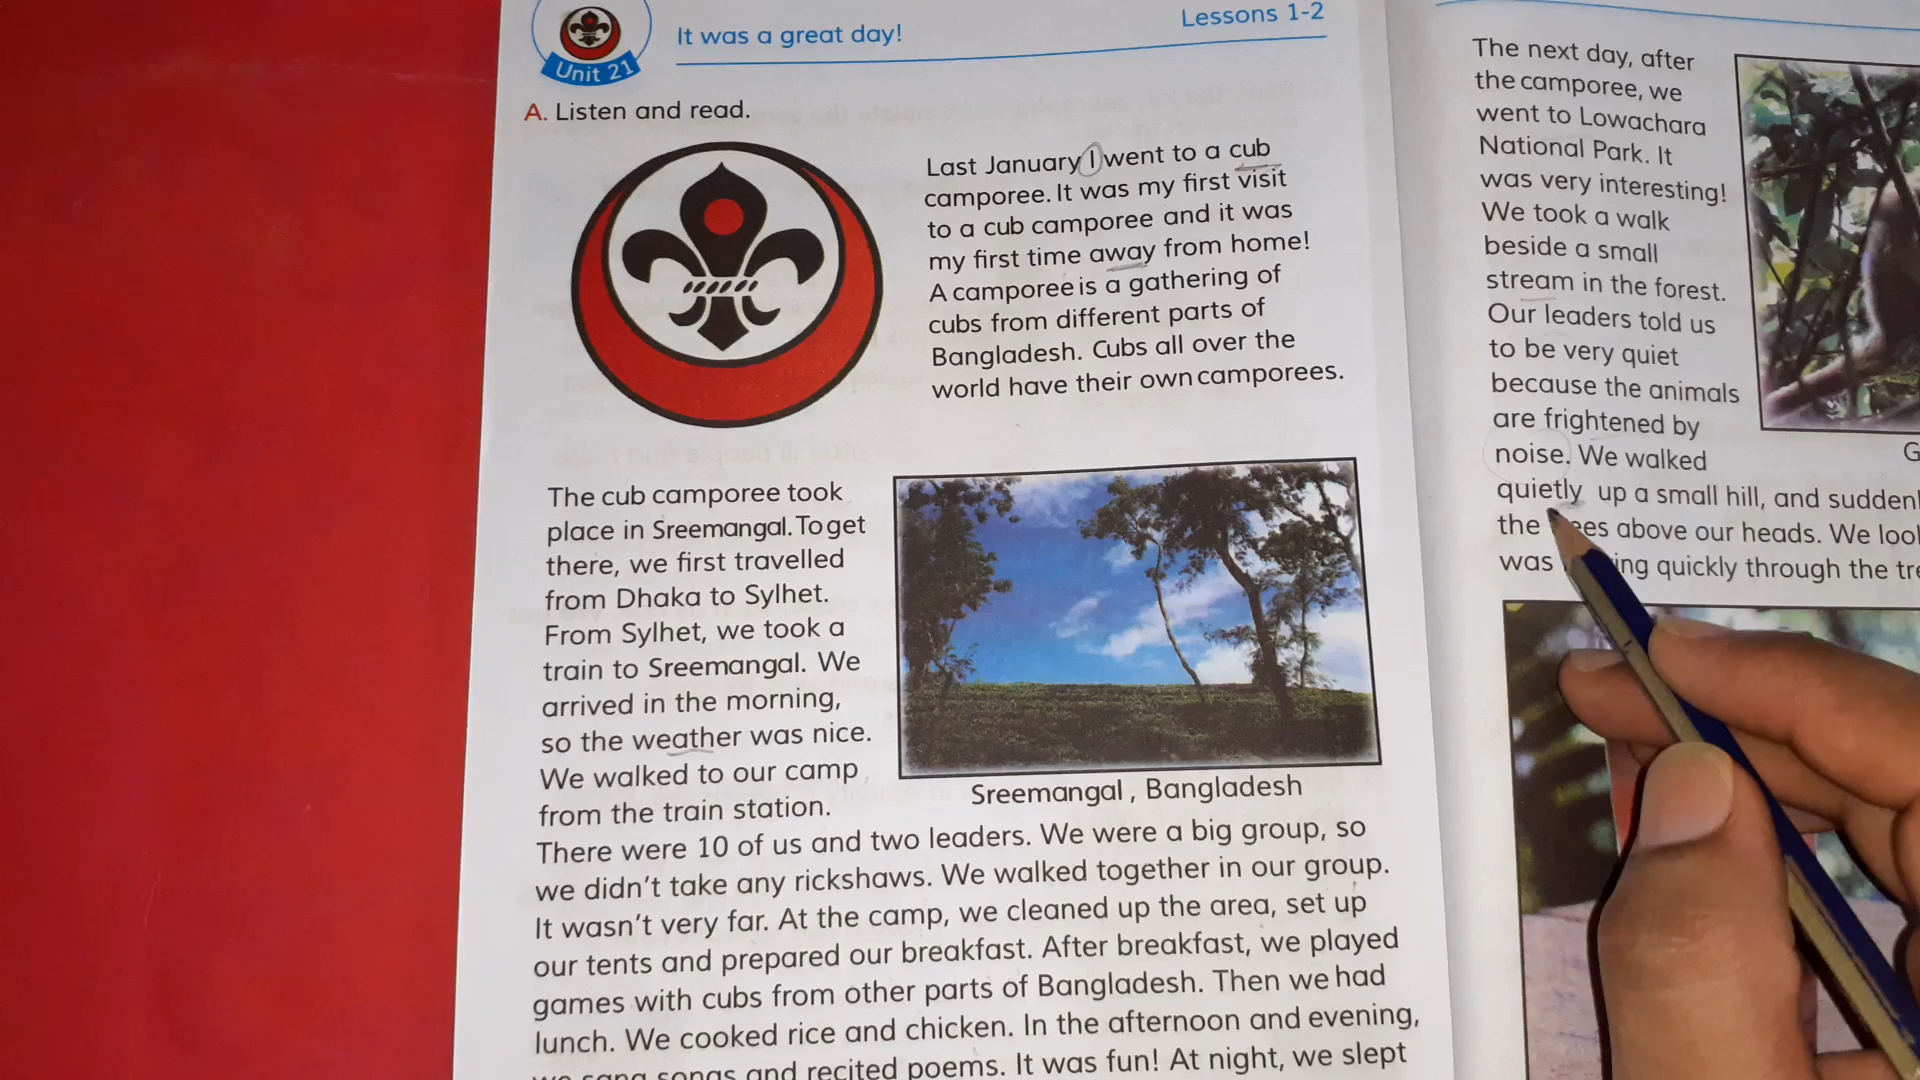 Unit 21
It was a great day!
Lessons 1-2
A. Listen and read.
Last January I went to a cub
camporee. It was my first visit
to a cub camporee and it was
my first time away from home!
A camporee is a gathering of
cubs from different parts of
Bangladesh. Cubs all over the
world have their own camporees.
The cub camporee took
place in Sreemangal. To get
there, we first travelled
from Dhaka to Sylhet.
From Sylhet, we took a
train to Sreemangal. We
arrived in the morning,
so the weather was nice.
We walked to our camp
from the train station.
Sreemangal , Bangladesh
There were 10 of us and two leaders. We were a big group, so
we didn't take any rickshaws. We walked together in our group.
It wasn't very far. At the camp, we cleaned up the area, set up
our tents and prepared our breakfast. After breakfast, we played
games with cubs from other parts of Bangladesh. Then we had
lunch. We cooked rice and chicken. In the afternoon and evening,
we sang songs and recited poems. It was fun! At night, we slept
The next day, after
the camporee, we
went to Lowachara
National Park. It
was very interesting!
We took a walk
beside a small
stream in the forest.
Our leaders told us
to be very quiet
because the animals
are frightened by
noise. We walked
quietly up a small hill, and
the above our heads. We
was quickly through the